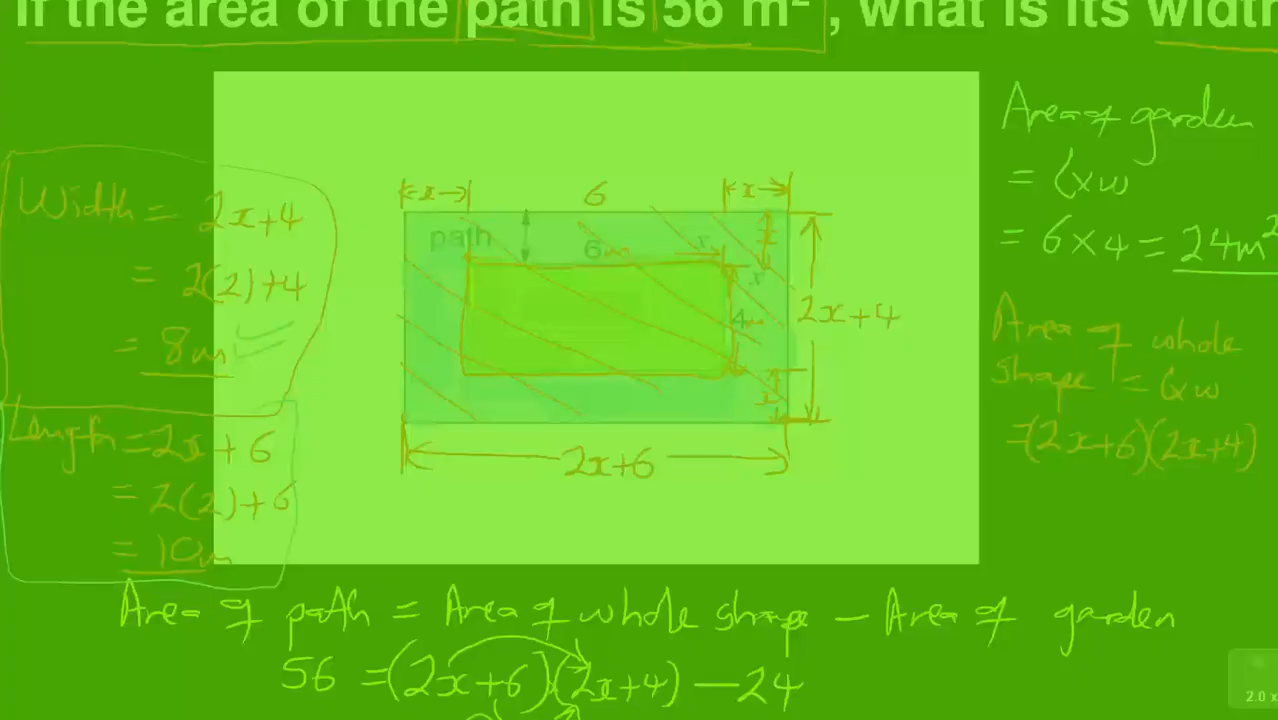 If the area of the path is 56 m², what is its width
Area of garden
= l×w
= 6×4 = 24m²
Width = 2x+4
= 2(2)+4
= 8m
Length = 2x+6
= 2(2)+6
= 10m
x
6
x
path
6m
x
x
x
4m
x
2x+4
2x+6
Area of whole
shape = l×w
=(2x+6)(2x+4)
Area of path = Area of whole shape - Area of garden
56 =(2x+6)(2x+4) - 24
2.0 x